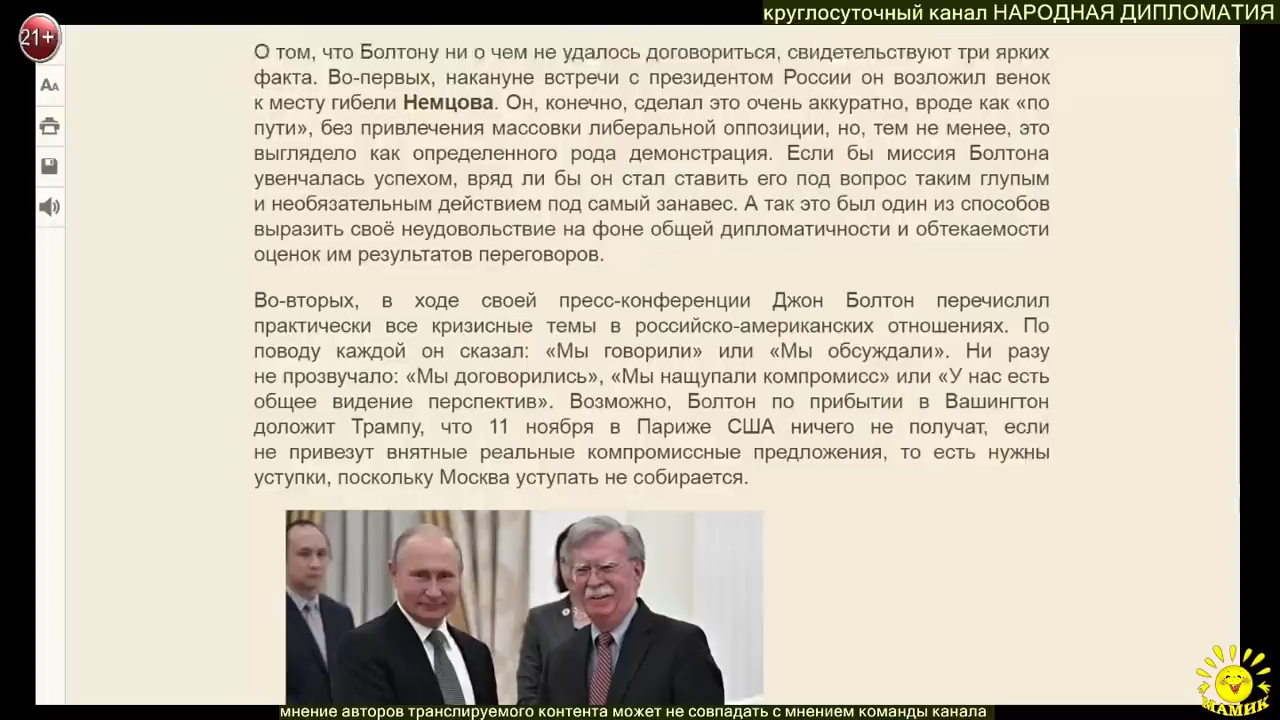 круглосуточный канал НАРОДНАЯ ДИПЛОМАТИЯ
21+
АА
О том, что Болтону ни о чем не удалось договориться, свидетельствуют три ярких
факта. Во-первых, накануне встречи с президентом России он возложил венок
к месту гибели Немцова. Он, конечно, сделал это очень аккуратно, вроде как «по
пути», без привлечения массовки либеральной оппозиции, но, тем не менее, это
выглядело как определенного рода демонстрация. Если бы миссия Болтона
увенчалась успехом, вряд ли бы он стал ставить его под вопрос таким глупым
и необязательным действием под самый занавес. А так это был один из способов
выразить своё неудовольствие на фоне общей дипломатичности и обтекаемости
оценок им результатов переговоров.
Во-вторых, в ходе своей пресс-конференции Джон Болтон перечислил
практически все кризисные темы в российско-американских отношениях. По
поводу каждой он сказал: «Мы говорили» или «Мы обсуждали». Ни разу
не прозвучало: «Мы договорились», «Мы нащупали компромисс» или «У нас есть
общее видение перспектив». Возможно, Болтон по прибытии в Вашингтон
доложит Трампу, что 11 ноября в Париже США ничего не получат, если
не привезут внятные реальные компромиссные предложения, то есть нужны
уступки, поскольку Москва уступать не собирается.
МАМИК
мнение авторов транслируемого контента может не совпадать с мнением команды канала